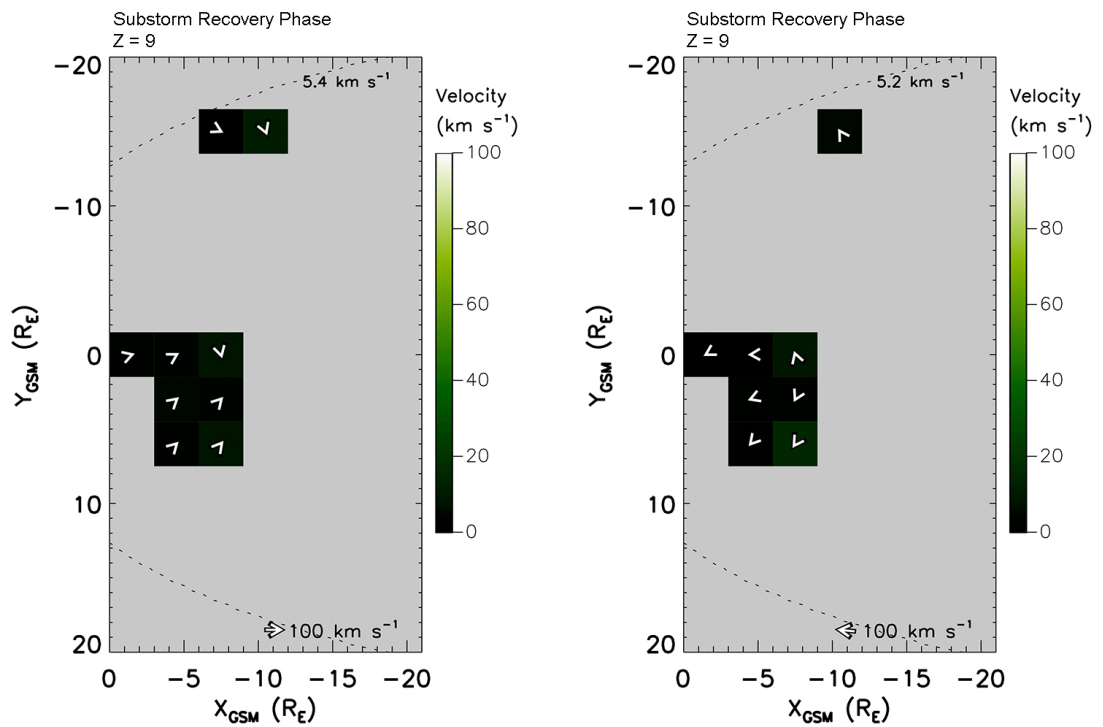 Substorm Recovery Phase
Z = 9
−20
−10
0
10
20
0
−5
−10
−15
−20
Y_GSM (R_E)
X_GSM (R_E)
5.4 km s⁻¹
100 km s⁻¹
Velocity
(km s⁻¹)
100
80
60
40
20
0
Substorm Recovery Phase
Z = 9
−20
−10
0
10
20
0
−5
−10
−15
−20
Y_GSM (R_E)
X_GSM (R_E)
5.2 km s⁻¹
100 km s⁻¹
Velocity
(km s⁻¹)
100
80
60
40
20
0